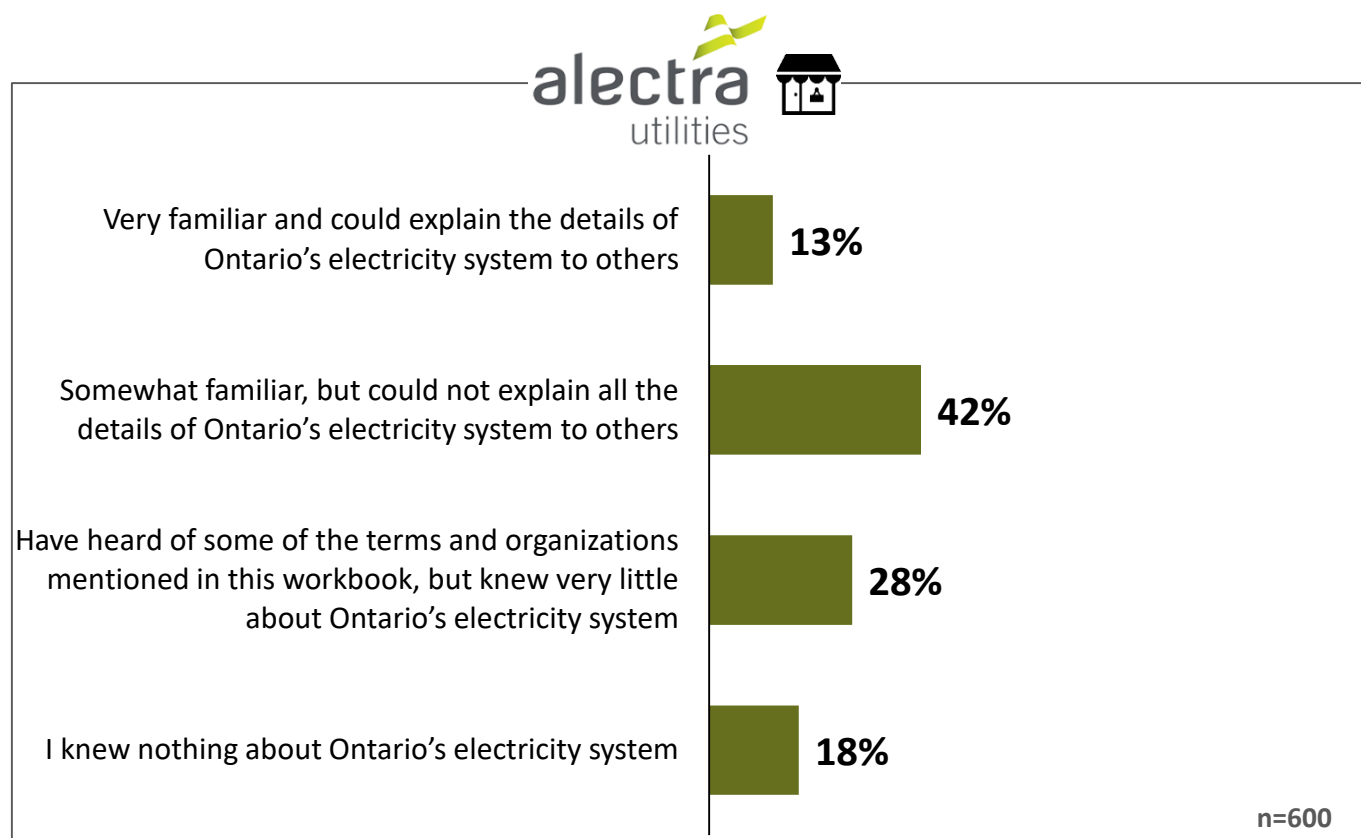 alectra
utilities
Very familiar and could explain the details of
Ontario’s electricity system to others
13%
Somewhat familiar, but could not explain all the
details of Ontario’s electricity system to others
42%
Have heard of some of the terms and organizations
mentioned in this workbook, but knew very little
about Ontario’s electricity system
28%
I knew nothing about Ontario’s electricity system
18%
n=600